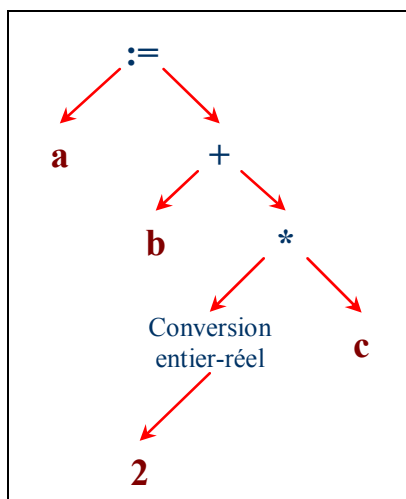 :=
a
+
b
*
Conversion
entier-réel
c
2